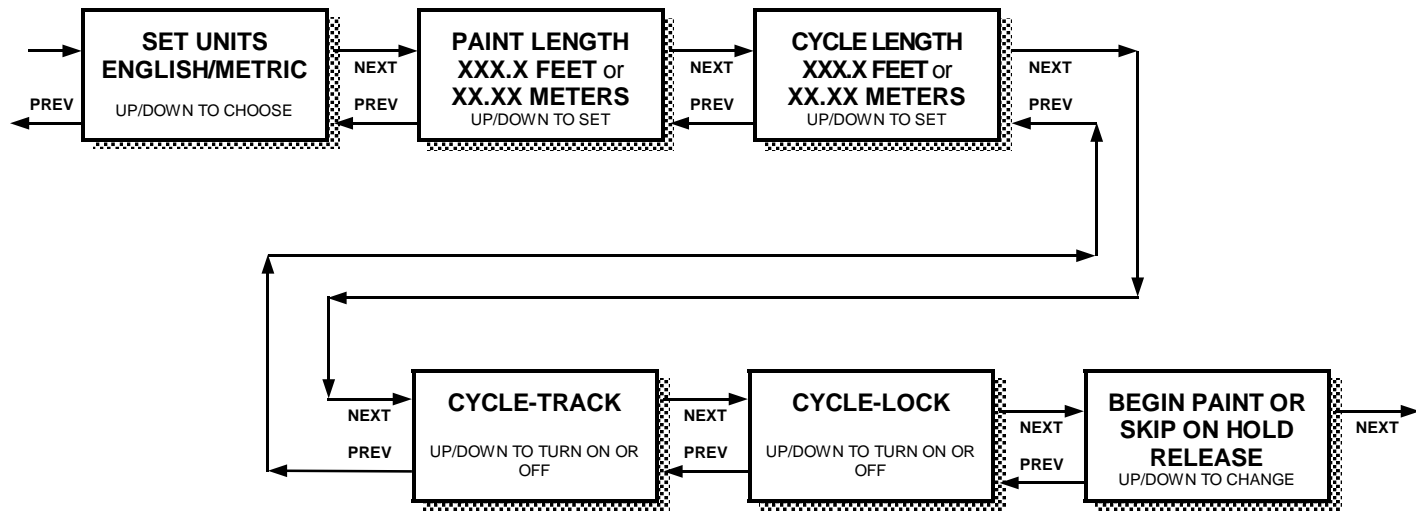 SET UNITS
ENGLISH/METRIC
UP/DOWN TO CHOOSE
PREV
NEXT
PREV
PAINT LENGTH
XXX.X FEET or
XX.XX METERS
UP/DOWN TO SET
NEXT
PREV
CYCLE LENGTH
XXX.X FEET or
XX.XX METERS
UP/DOWN TO SET
NEXT
PREV
NEXT
PREV
CYCLE-TRACK
UP/DOWN TO TURN ON OR
OFF
NEXT
PREV
CYCLE-LOCK
UP/DOWN TO TURN ON OR
OFF
NEXT
PREV
BEGIN PAINT OR
SKIP ON HOLD
RELEASE
UP/DOWN TO CHANGE
NEXT